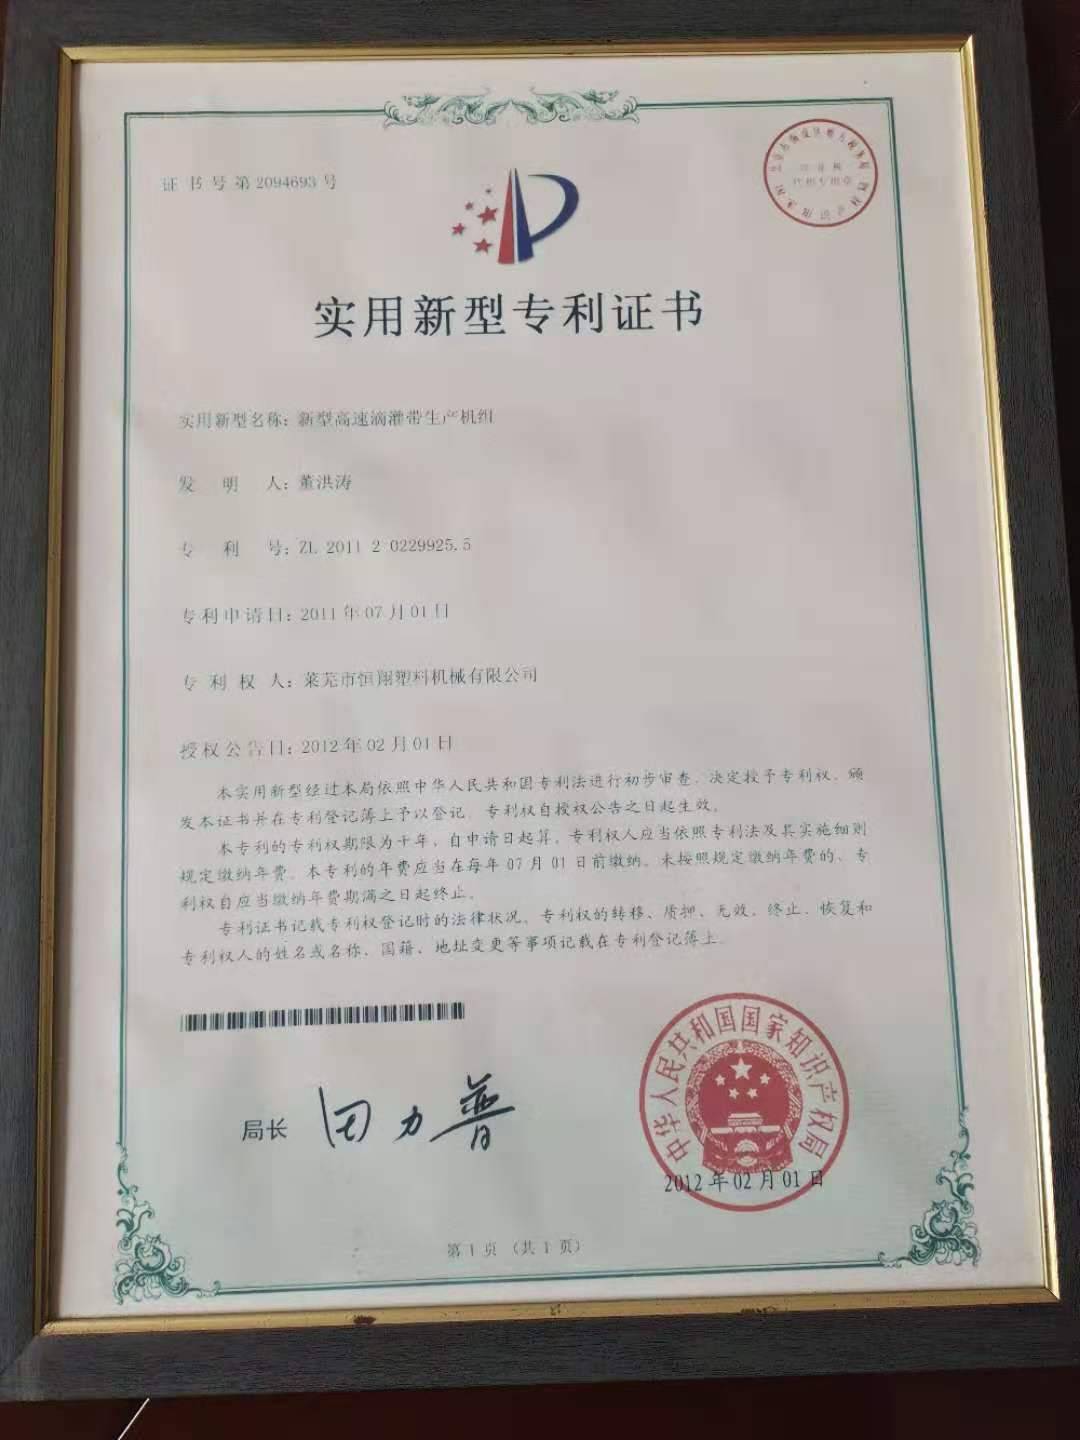 证书号第2094693号
实用新型专利证书
实用新型名称：新型高速滴灌带生产机组
发明人：董洪涛
专利号：ZL 2011 2 0229925.5
专利申请日：2011年07月01日
专利权人：莱芜市恒翔塑料机械有限公司
授权公告日：2012年02月01日
本实用新型经过本局依照中华人民共和国专利法进行初步审查，决定授予专利权，颁
发本证书并在专利登记簿上予以登记。专利权自授权公告之日起生效。
本专利的专利权期限为十年，自申请日起算。专利权人应当依照专利法及其实施细则
规定缴纳年费。本专利的年费应当在每年07月01日前缴纳。未按照规定缴纳年费的，专
利权自应当缴纳年费期满之日起终止。
专利证书记载专利权登记时的法律状况。专利权的转移、质押、无效、终止、恢复和
专利权人的姓名或名称、国籍、地址变更等事项记载在专利登记簿上。
局长 田力普
中华人民共和国国家知识产权局
2012年02月01日
第1页（共1页）